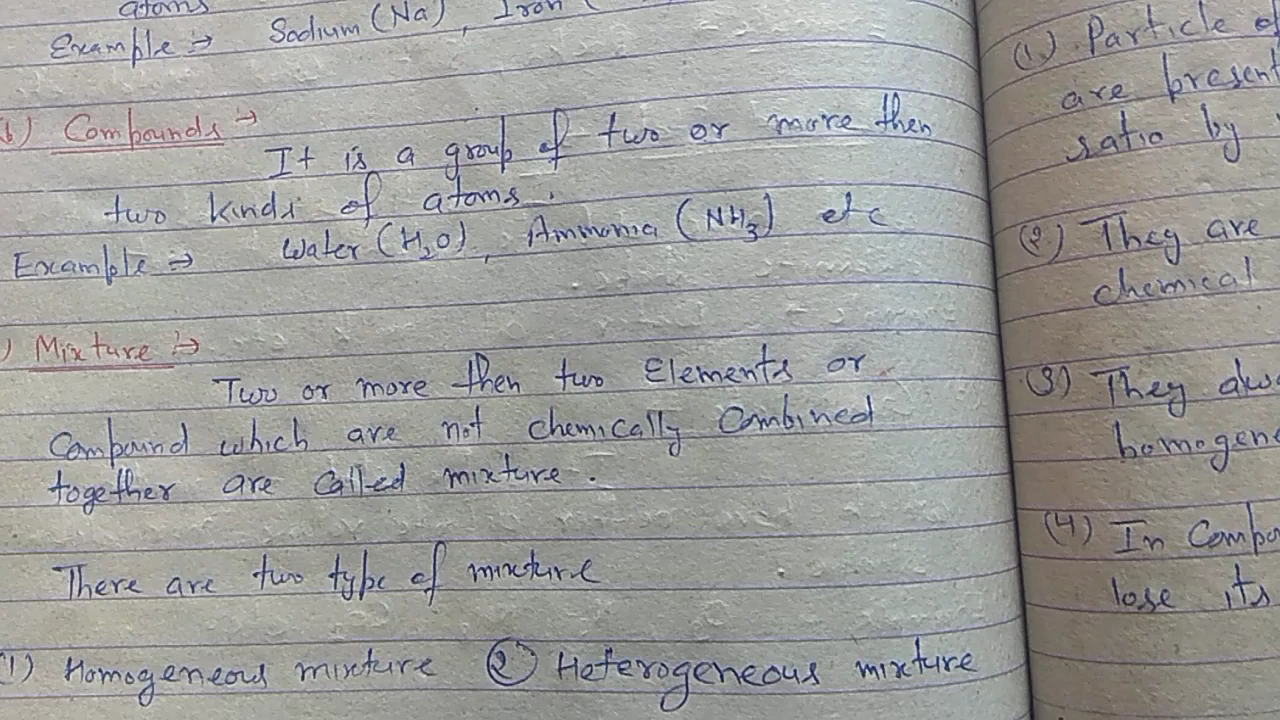 atoms
Example → Sodium (Na), Iron (
b) Compounds →
It is a group of two or more then
two kinds of atoms.
Example → Water (H₂O), Ammonia (NH₃) etc
) Mixture :→
Two or more then two Elements or
Compound which are not chemically Combined
together are Called mixture.
There are two type of mixture
(1) Homogeneous mixture ② Heterogeneous mixture
(1) Particle of
are present
ratio by
(2) They are
chemical
(3) They
homogene
(4) In Compo
lose its